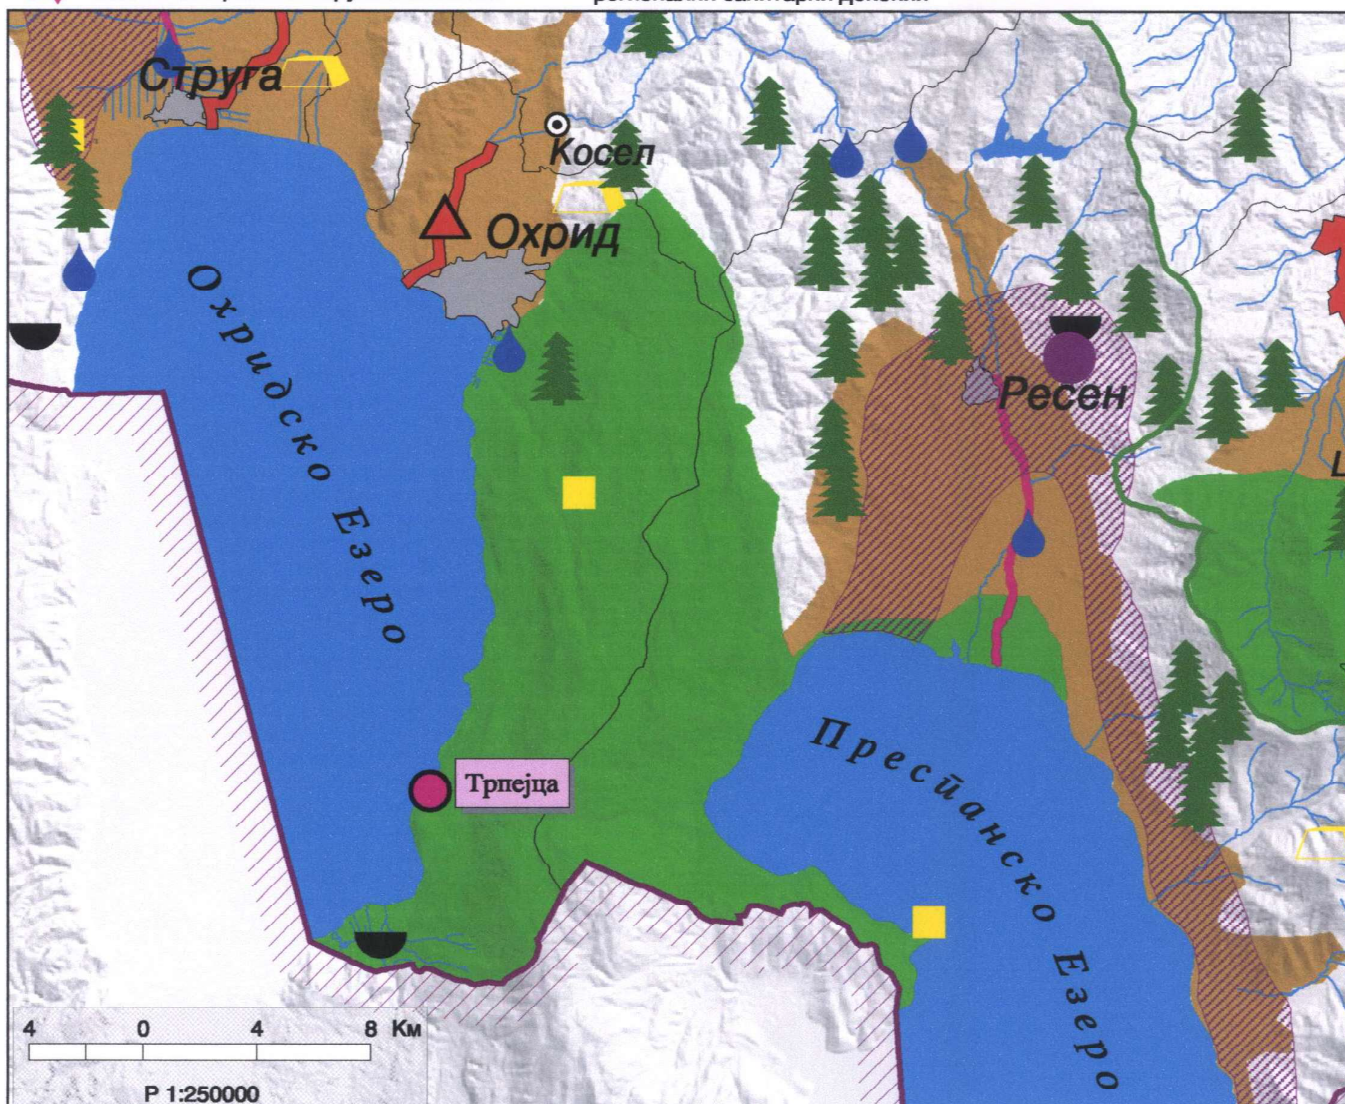 Струга
Косел
Охрид
Охридско Езеро
Ресен
Трпејца
Преспанско Езеро
4 0 4 8 Км
Р 1:250000